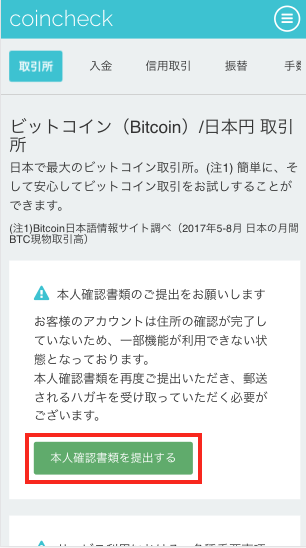 coincheck
取引所 入金 信用取引 振替 手数
ビットコイン（Bitcoin）/日本円 取引
所
日本で最大のビットコイン取引所。(注1) 簡単に、そ
して安心してビットコイン取引をお試しすることが
できます。
(注1)Bitcoin日本語情報サイト調べ（2017年5-8月 日本の月間
BTC現物取引高）
本人確認書類のご提出をお願いします
お客様のアカウントは住所の確認が完了し
ていないため、一部機能が利用できない状
態となっております。
本人確認書類を再度ご提出いただき、郵送
されるハガキを受け取っていただく必要が
ございます。
本人確認書類を提出する